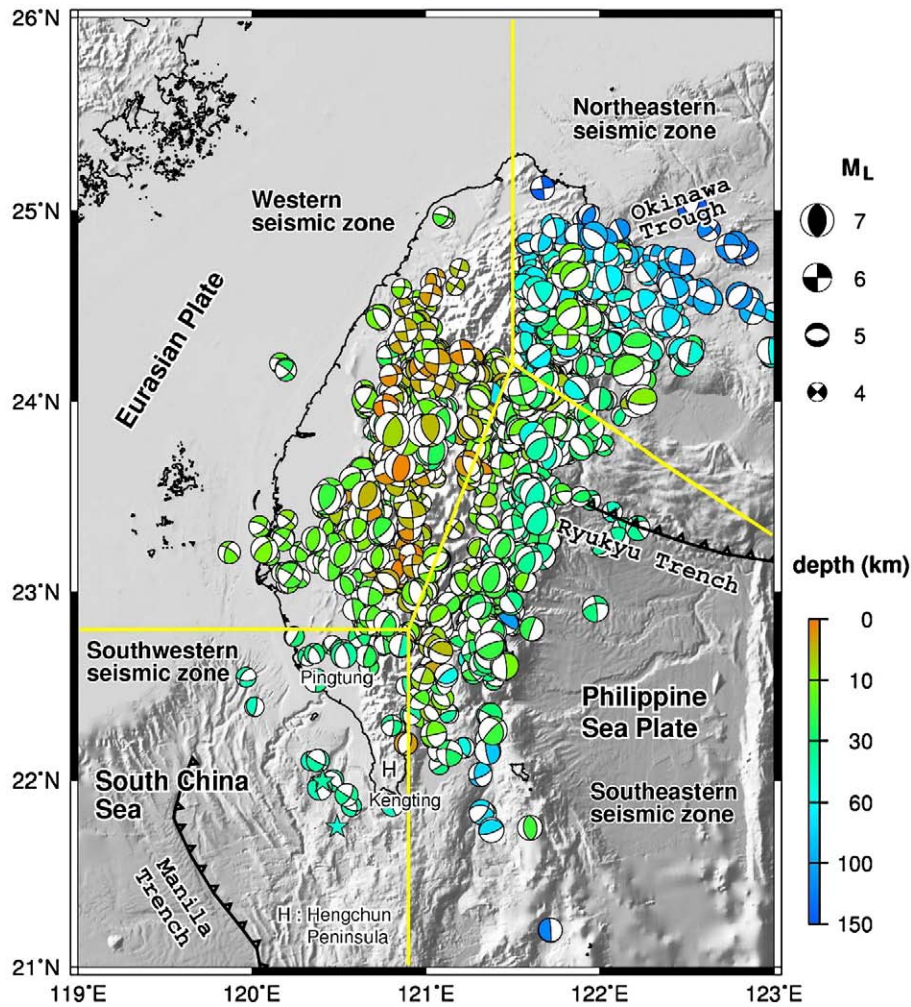 26°N
25°N
24°N
23°N
22°N
21°N
119°E
120°E
121°E
122°E
123°E
Northeastern
seismic zone
Western
seismic zone
Okinawa
Trough
Eurasian Plate
Ryukyu Trench
Southwestern
seismic zone
Pingtung
Philippine
Sea Plate
South China
Sea
H
Kengting
Southeastern
seismic zone
Manila
Trench
H : Hengchun
Peninsula
ML
7
6
5
4
depth (km)
0
10
30
60
100
150